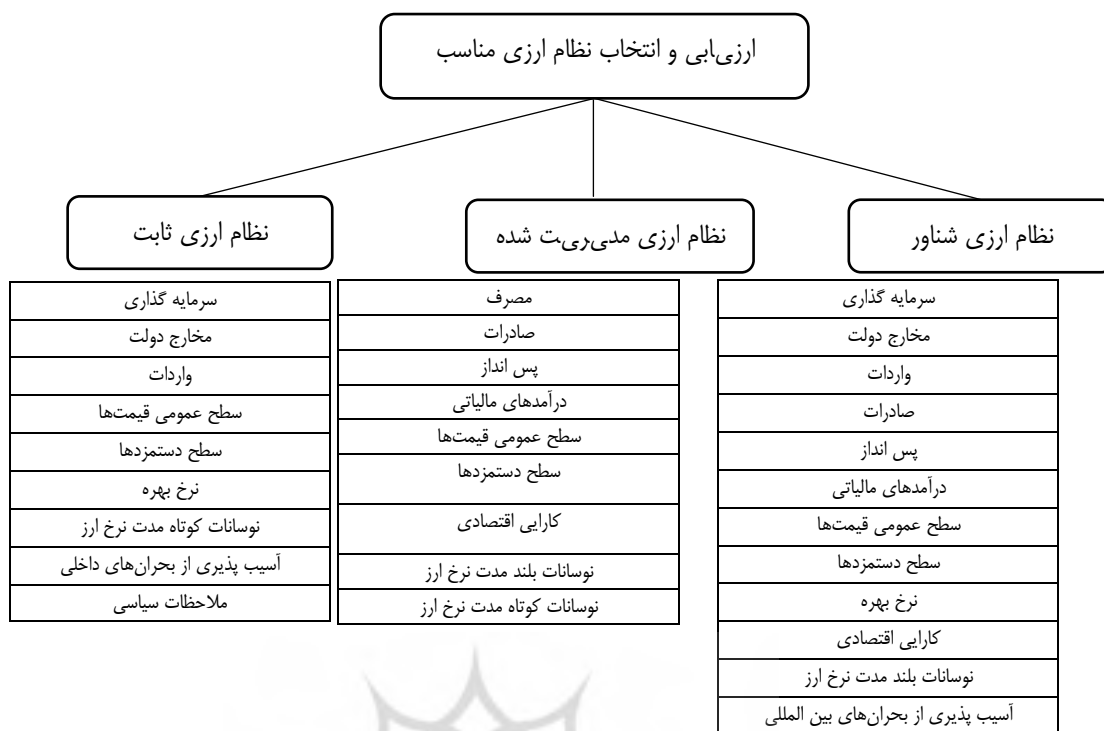 ارزیابی و انتخاب نظام ارزی مناسب
نظام ارزی شناور
سرمایه گذاری
مخارج دولت
واردات
صادرات
پس انداز
درآمدهای مالیاتی
سطح عمومی قیمت‌ها
سطح دستمزدها
نرخ بهره
کارایی اقتصادی
نوسانات بلند مدت نرخ ارز
آسیب پذیری از بحران‌های بین المللی
نظام ارزی مدیریت شده
مصرف
صادرات
پس انداز
درآمدهای مالیاتی
سطح عمومی قیمت‌ها
سطح دستمزدها
کارایی اقتصادی
نوسانات بلند مدت نرخ ارز
نوسانات کوتاه مدت نرخ ارز
نظام ارزی ثابت
سرمایه گذاری
مخارج دولت
واردات
سطح عمومی قیمت‌ها
سطح دستمزدها
نرخ بهره
نوسانات کوتاه مدت نرخ ارز
آسیب پذیری از بحران‌های داخلی
ملاحظات سیاسی